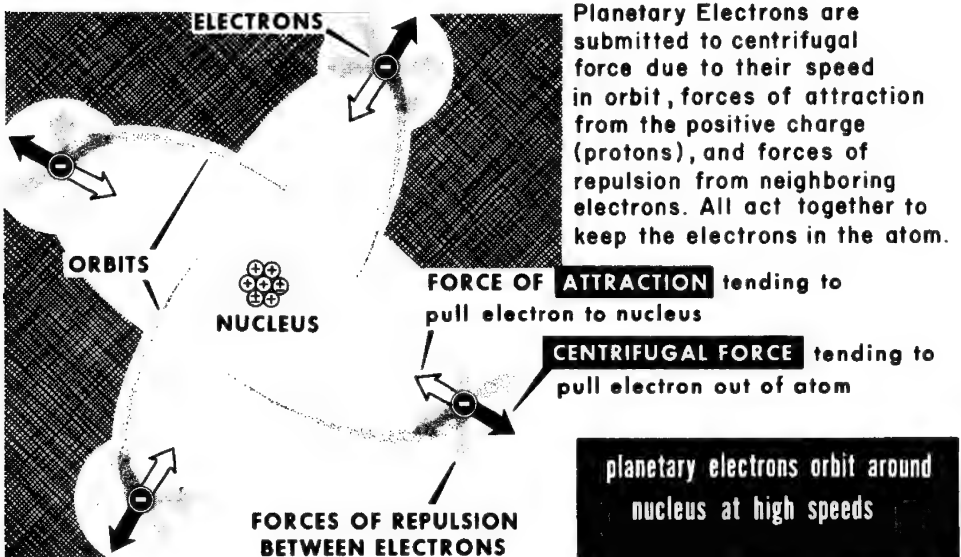 ELECTRONS
Planetary Electrons are
submitted to centrifugal
force due to their speed
in orbit, forces of attraction
from the positive charge
(protons), and forces of
repulsion from neighboring
electrons. All act together to
keep the electrons in the atom.
ORBITS
NUCLEUS
FORCE OF ATTRACTION tending to
pull electron to nucleus
CENTRIFUGAL FORCE tending to
pull electron out of atom
planetary electrons orbit around
nucleus at high speeds
FORCES OF REPULSION
BETWEEN ELECTRONS